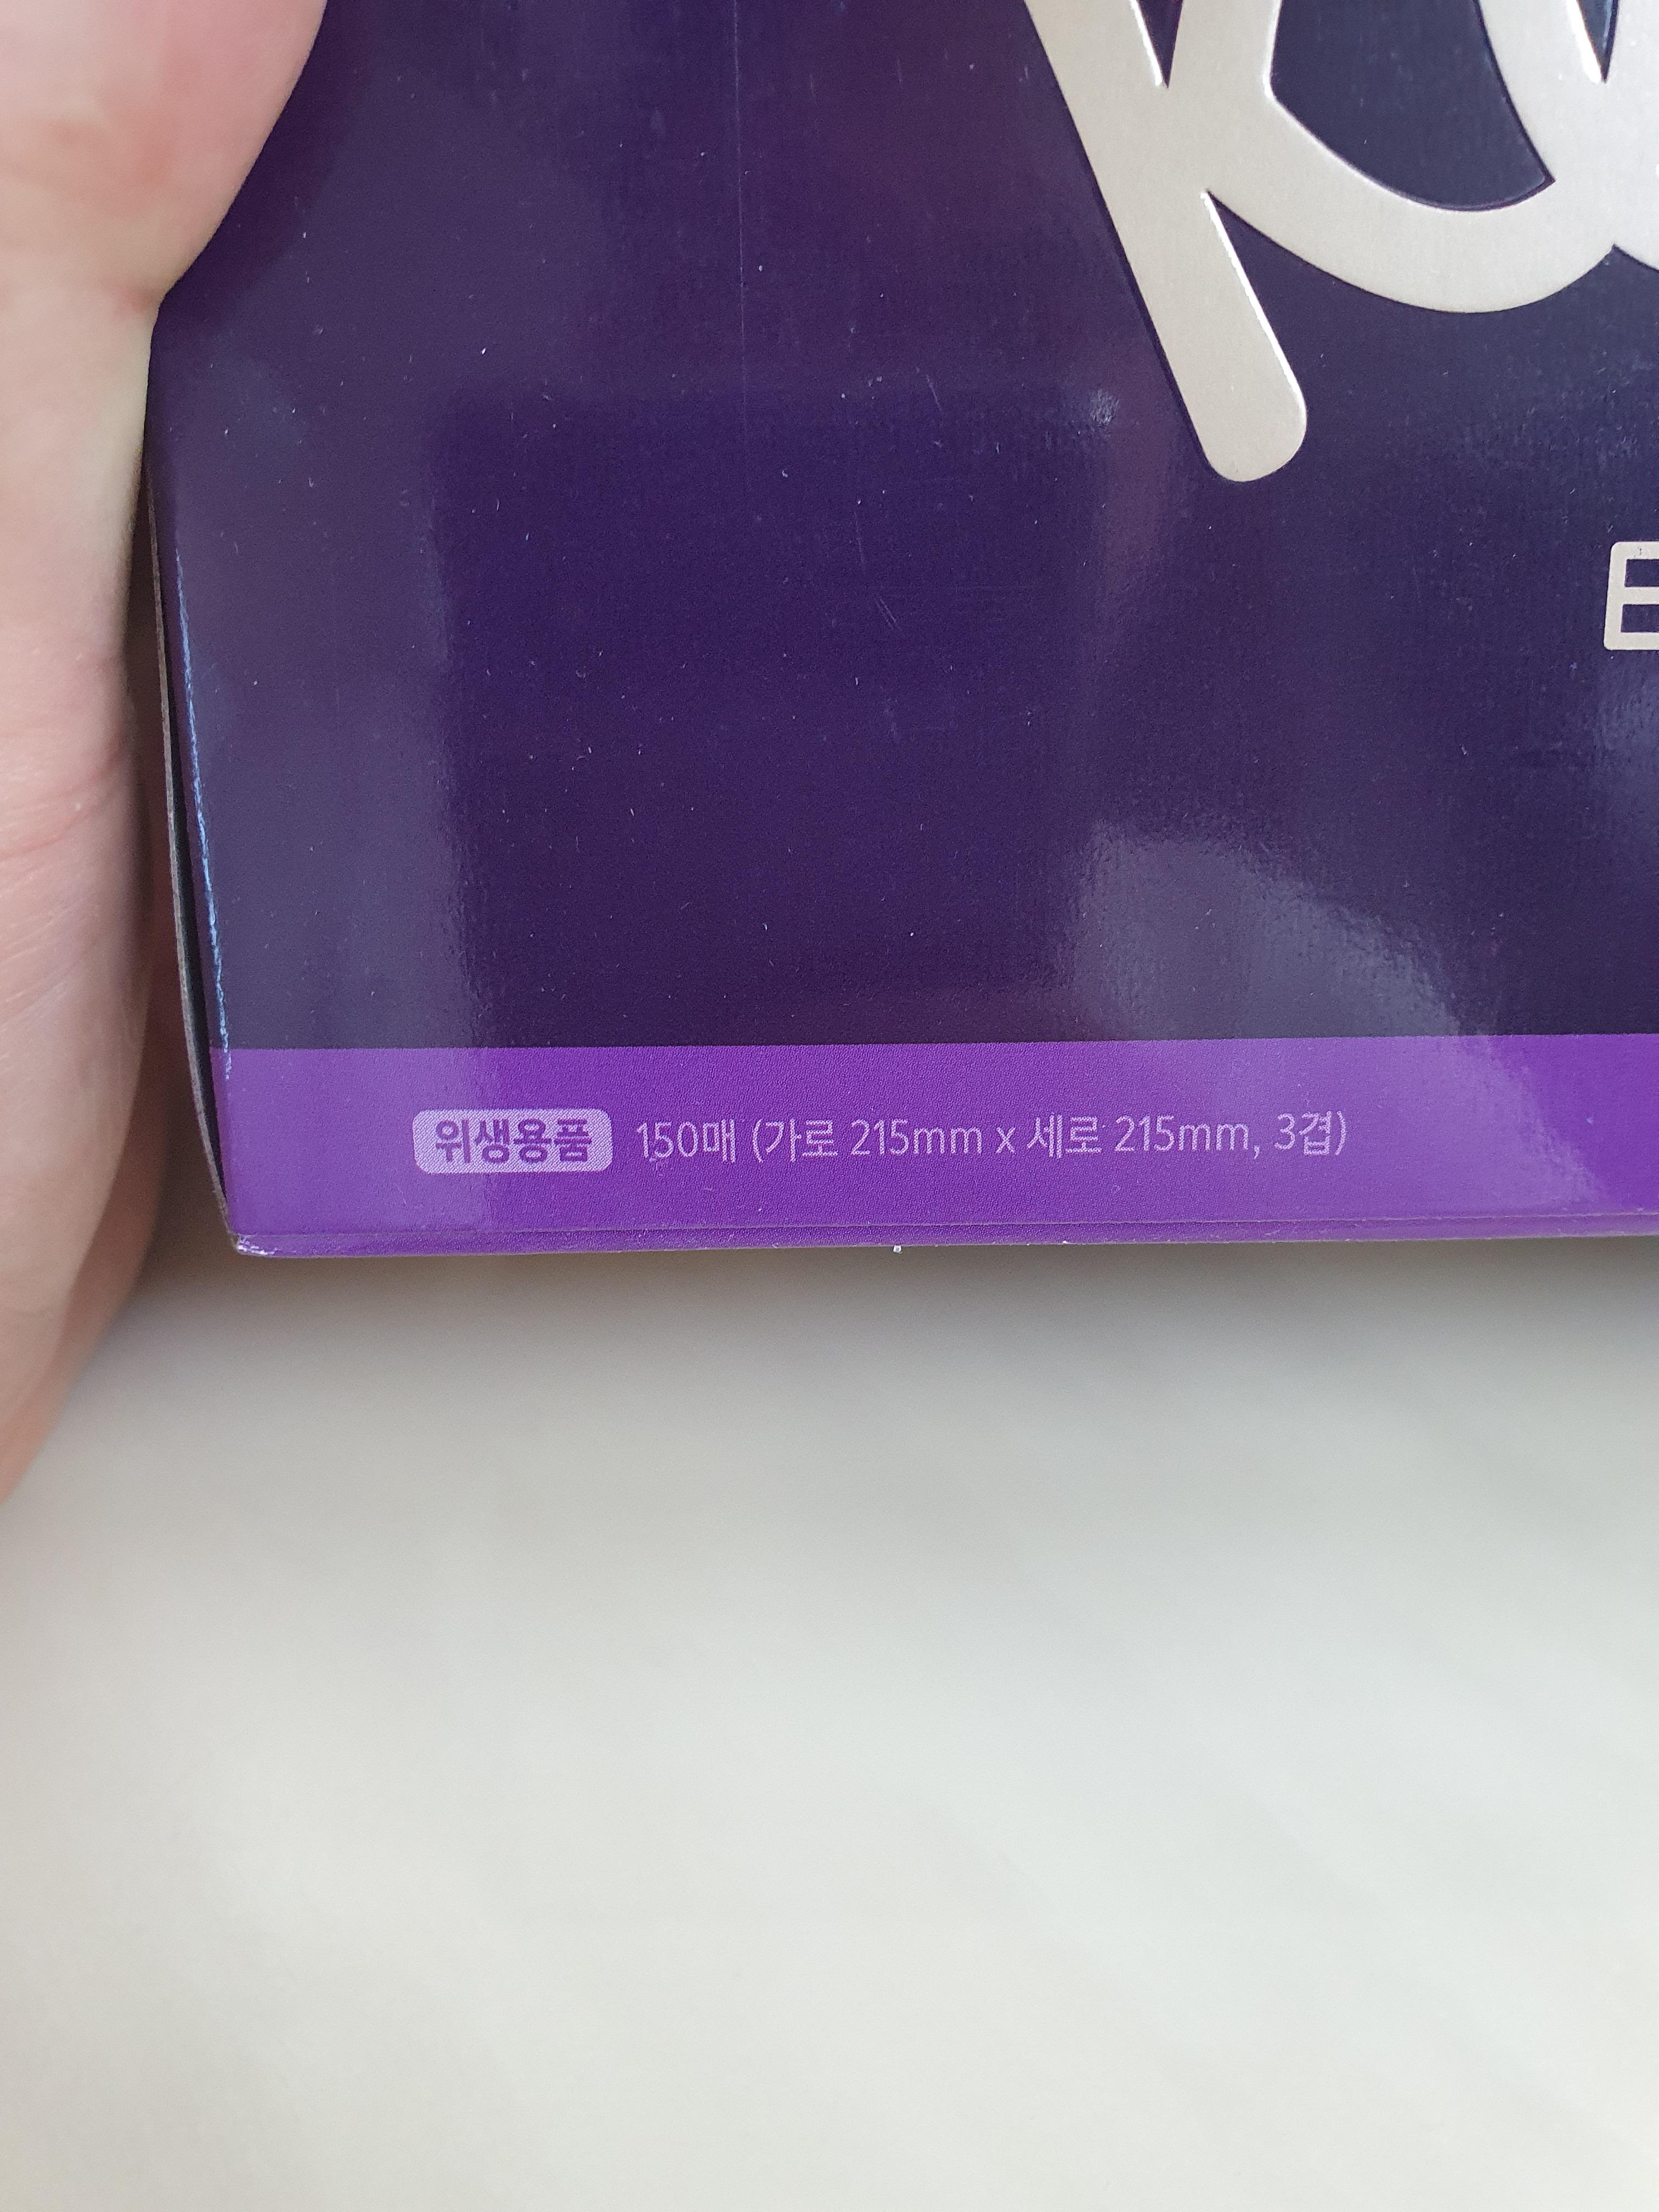 위생용품 150매 (가로 215mm x 세로 215mm, 3겹)